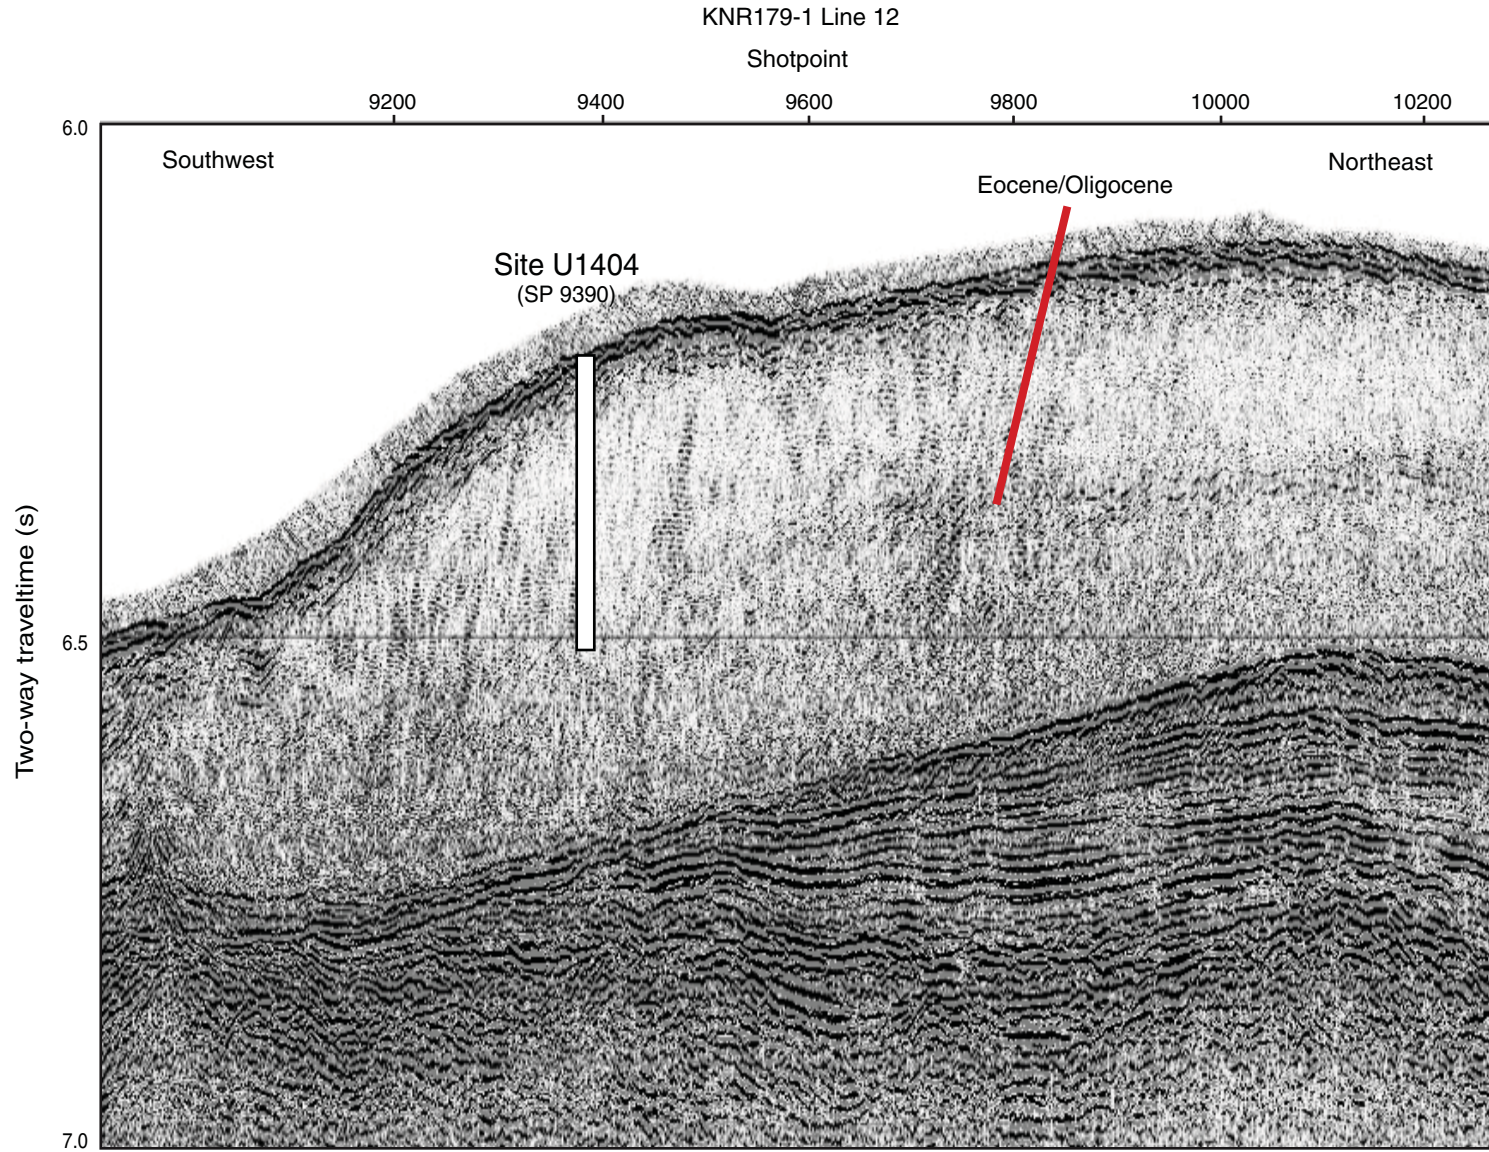 KNR179-1 Line 12
Shotpoint
9200 9400 9600 9800 10000 10200
6.0
Southwest
Northeast
Eocene/Oligocene
Site U1404
(SP 9390)
Two-way traveltime (s)
6.5
7.0